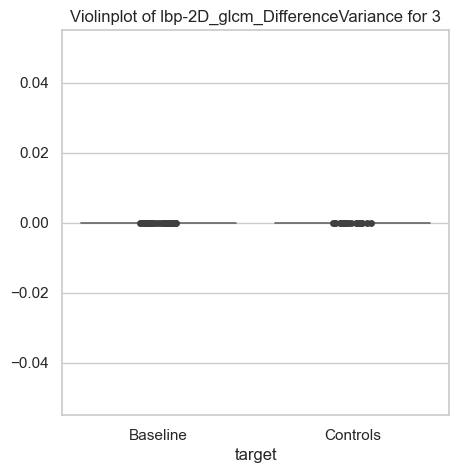 Violinplot of lbp-2D_glcm_DifferenceVariance for 3
0.04
0.02
0.00
−0.02
−0.04
Baseline
Controls
target